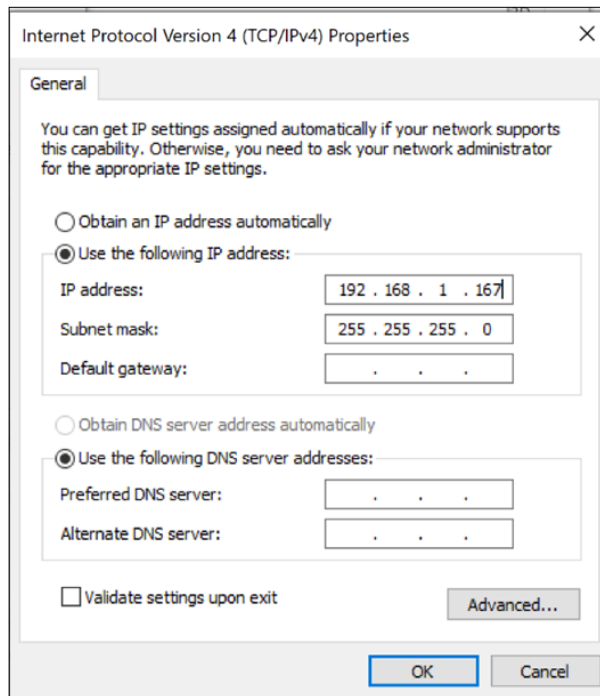 Internet Protocol Version 4 (TCP/IPv4) Properties
General
You can get IP settings assigned automatically if your network supports
this capability. Otherwise, you need to ask your network administrator
for the appropriate IP settings.
Obtain an IP address automatically
Use the following IP address:
IP address: 192 . 168 . 1 . 167
Subnet mask: 255 . 255 . 255 . 0
Default gateway: . . .
Obtain DNS server address automatically
Use the following DNS server addresses:
Preferred DNS server: . . .
Alternate DNS server: . . .
Validate settings upon exit
Advanced...
OK Cancel